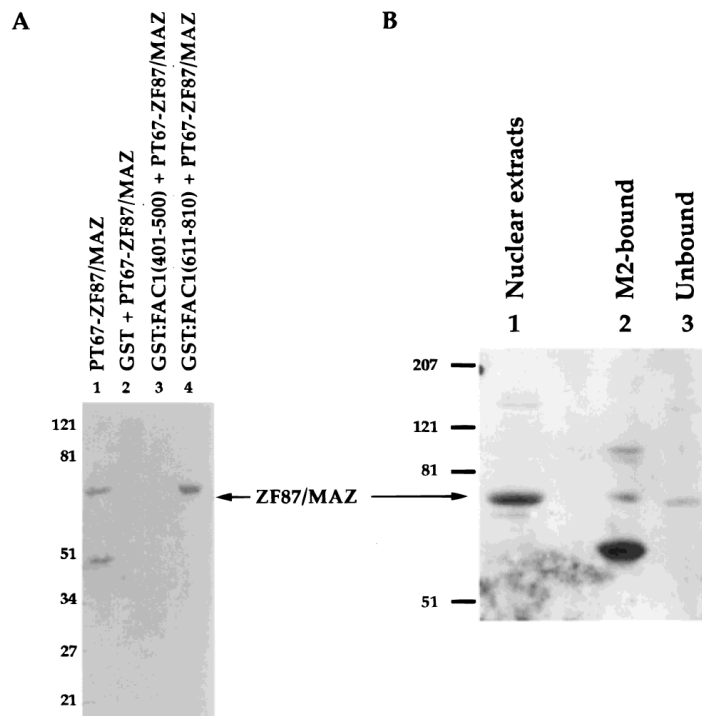 A
PT67-ZF87/MAZ
GST + PT67-ZF87/MAZ
GST:FAC1(401-500) + PT67-ZF87/MAZ
GST:FAC1(611-810) + PT67-ZF87/MAZ
1 2 3 4
121
81
51
34
27
21
ZF87/MAZ
B
Nuclear extracts
M2-bound
Unbound
1 2 3
207
121
81
51